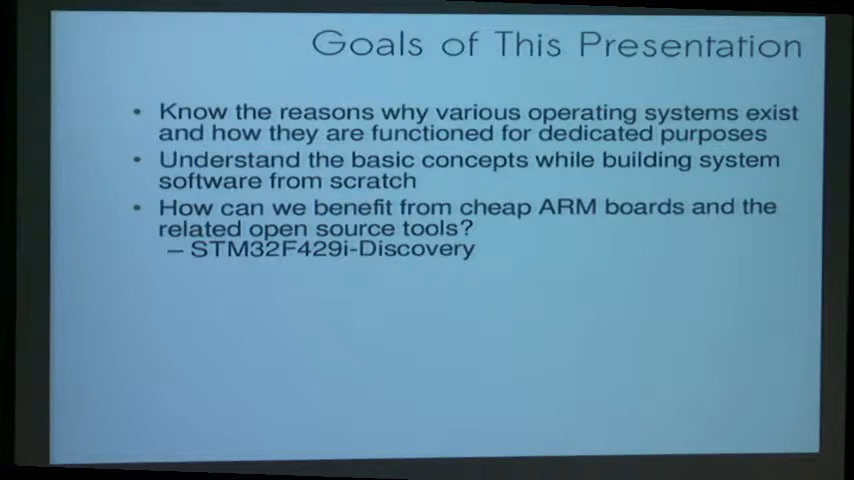 Goals of This Presentation
• Know the reasons why various operating systems exist
and how they are functioned for dedicated purposes
• Understand the basic concepts while building system
software from scratch
• How can we benefit from cheap ARM boards and the
related open source tools?
– STM32F429i-Discovery